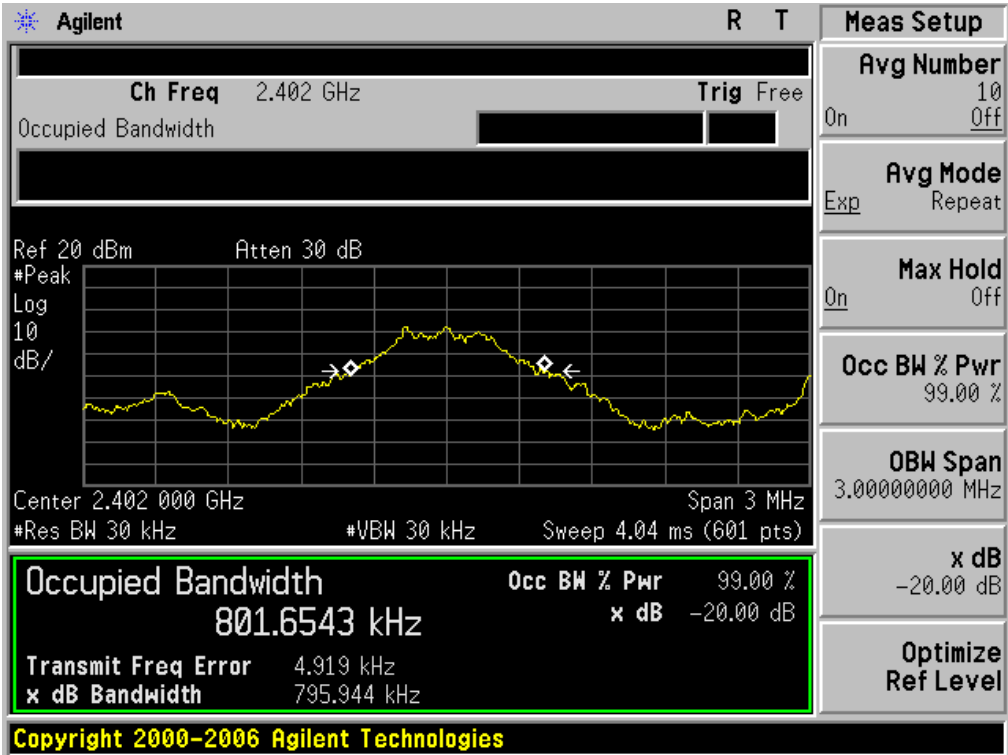 Agilent R T
Ch Freq 2.402 GHz Trig Free
Occupied Bandwidth
Ref 20 dBm Atten 30 dB
#Peak
Log
10
dB/
Center 2.402 000 GHz Span 3 MHz
#Res BW 30 kHz #VBW 30 kHz Sweep 4.04 ms (601 pts)
Occupied Bandwidth Occ BW % Pwr 99.00 %
801.6543 kHz x dB -20.00 dB
Transmit Freq Error 4.919 kHz
x dB Bandwidth 795.944 kHz
Copyright 2000-2006 Agilent Technologies
Meas Setup
Avg Number
10
On Off
Avg Mode
Exp Repeat
Max Hold
On Off
Occ BW % Pwr
99.00 %
OBW Span
3.00000000 MHz
x dB
-20.00 dB
Optimize
Ref Level